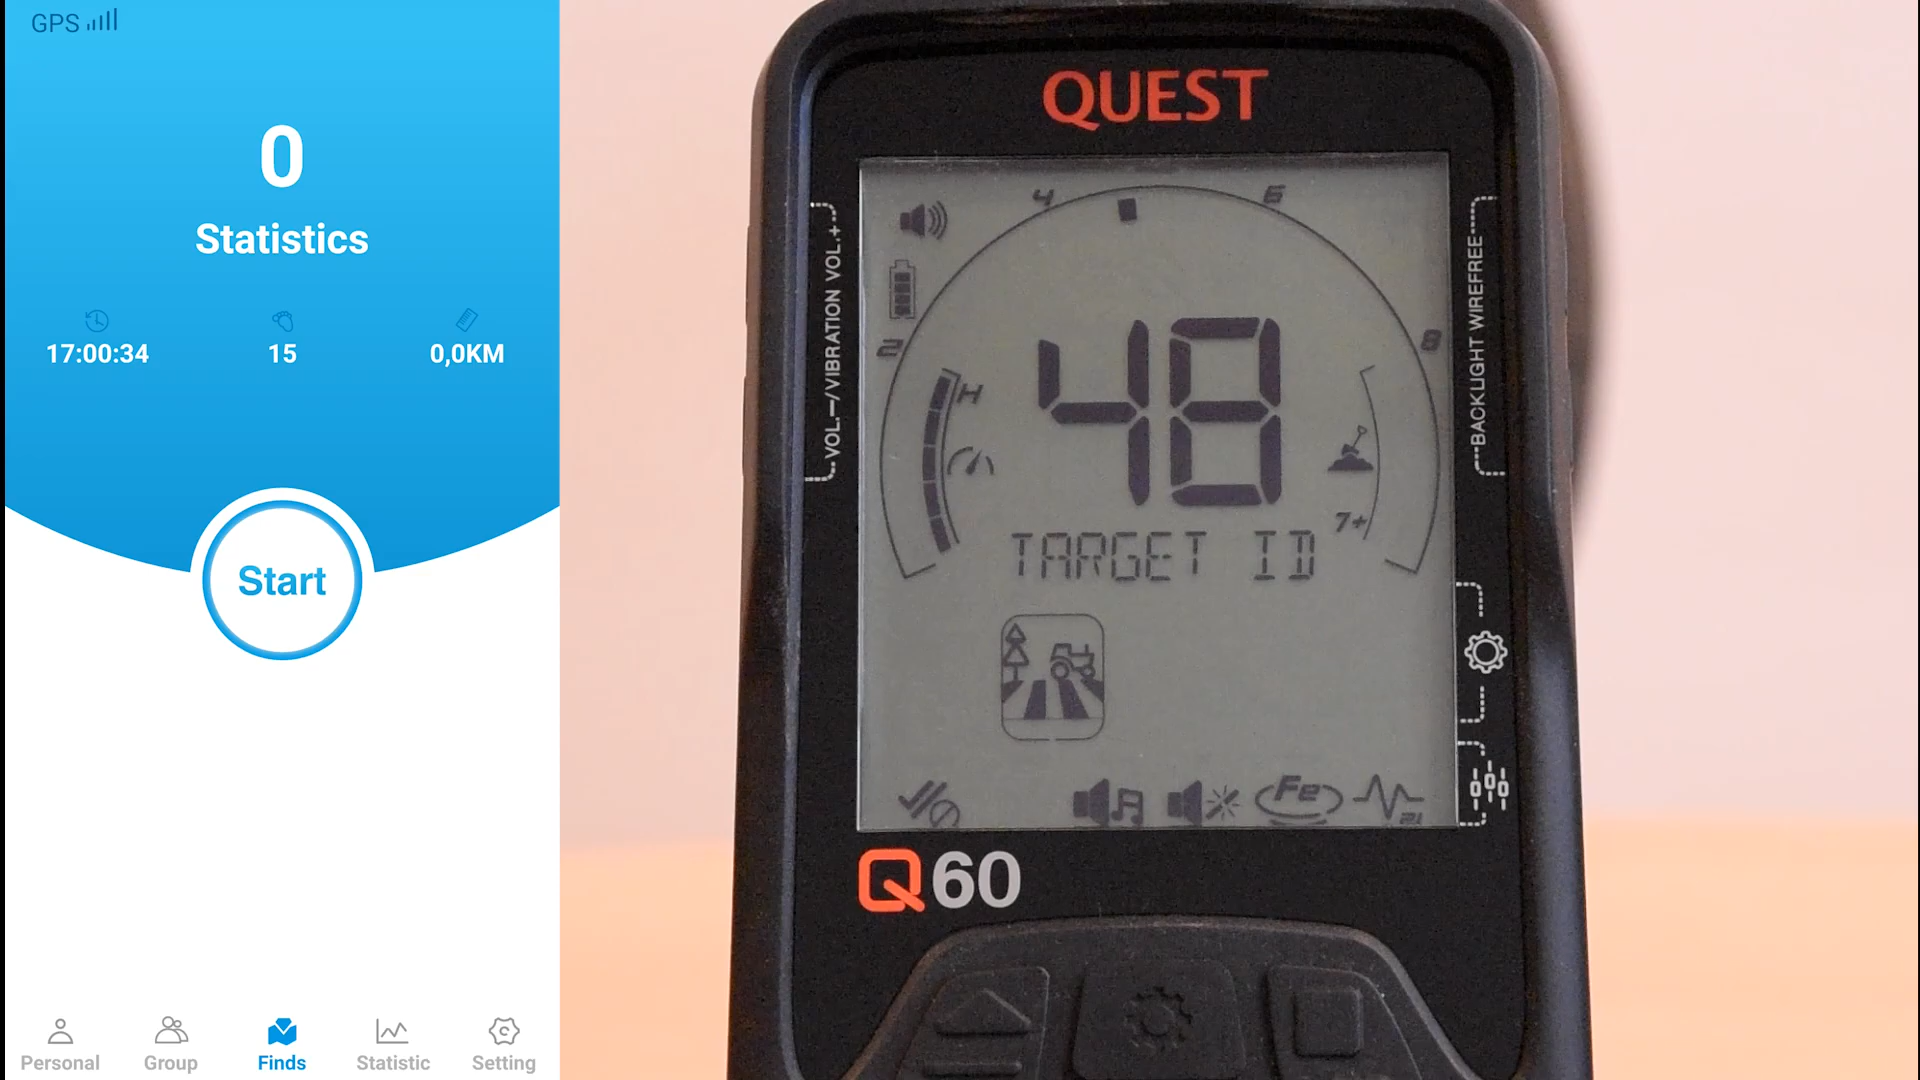 GPS
0
Statistics
17:00:34
15
0,0KM
Start
Personal
Group
Finds
Statistic
Setting
QUEST
VOL.-/VIBRATION VOL.+
BACKLIGHT WIREFREE
2
4
6
8
H
48
7+
TARGET ID
Fe
21
Q60